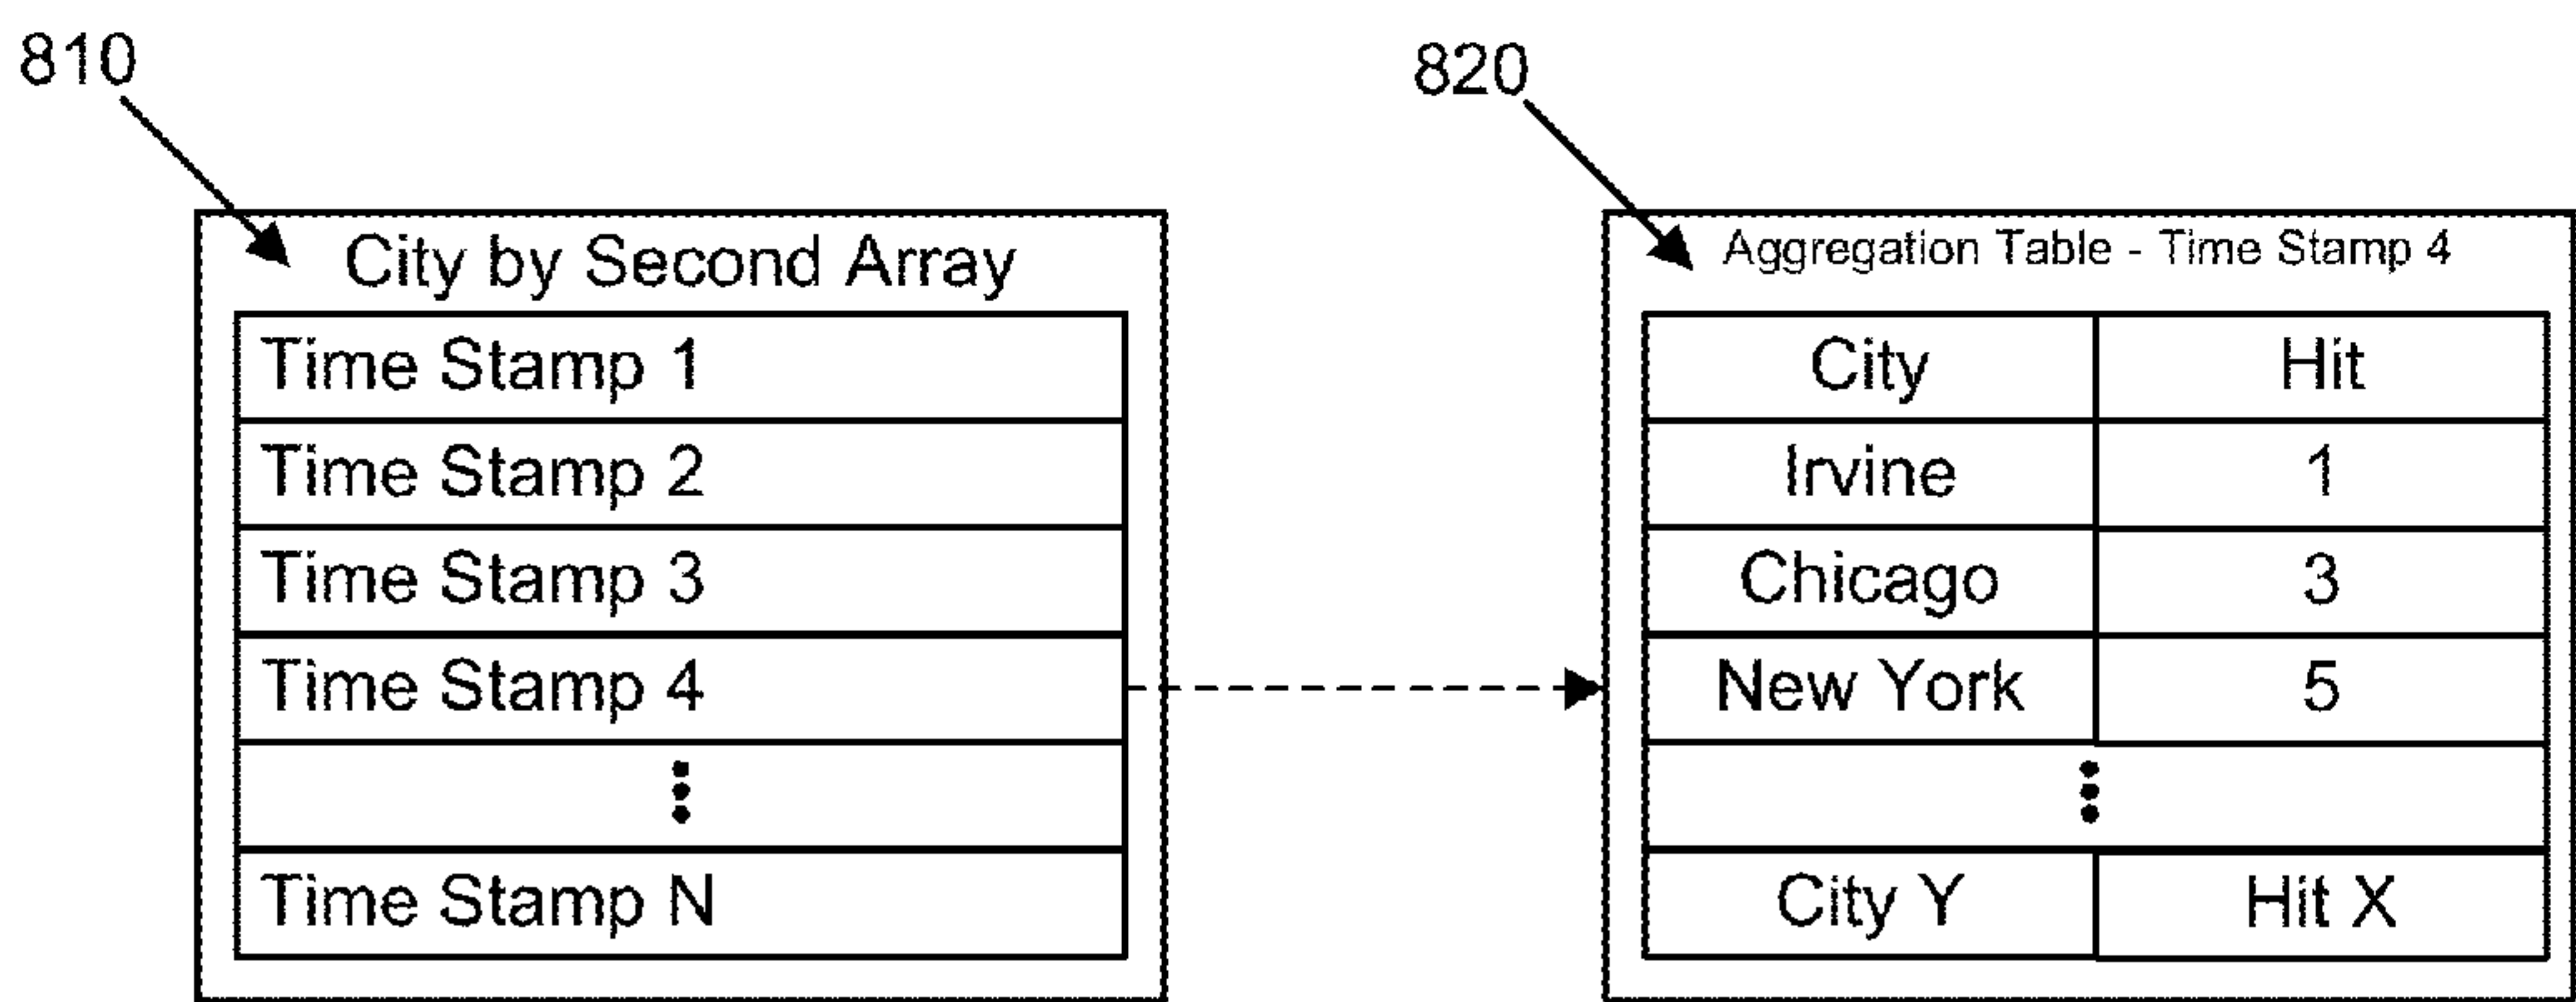 810
820
City by Second Array
Time Stamp 1
Time Stamp 2
Time Stamp 3
Time Stamp 4
Time Stamp N
Aggregation Table - Time Stamp 4
City Hit
Irvine 1
Chicago 3
New York 5
City Y Hit X